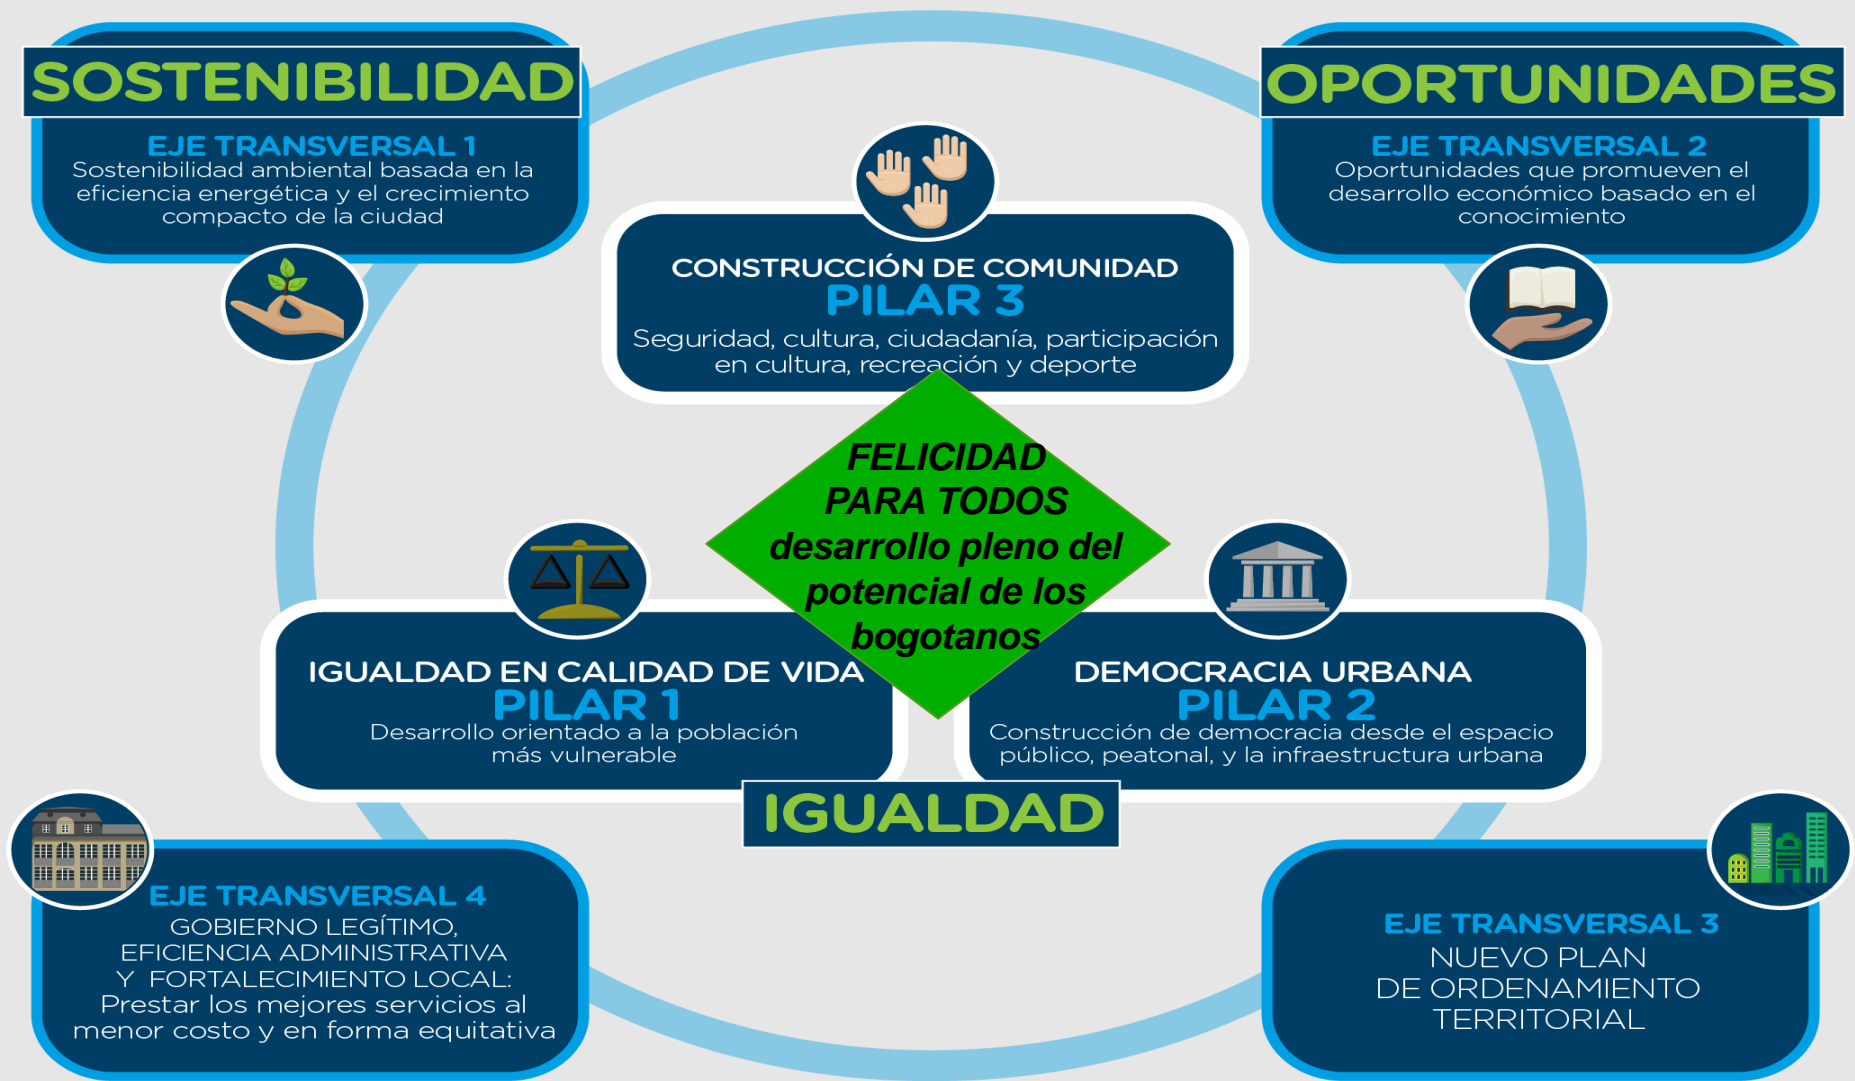 SOSTENIBILIDAD
EJE TRANSVERSAL 1
Sostenibilidad ambiental basada en la
eficiencia energética y el crecimiento
compacto de la ciudad
OPORTUNIDADES
EJE TRANSVERSAL 2
Oportunidades que promueven el
desarrollo económico basado en el
conocimiento
CONSTRUCCIÓN DE COMUNIDAD
PILAR 3
Seguridad, cultura, ciudadanía, participación
en cultura, recreación y deporte
FELICIDAD
PARA TODOS
desarrollo pleno del
potencial de los
bogotanos
IGUALDAD EN CALIDAD DE VIDA
PILAR 1
Desarrollo orientado a la población
más vulnerable
DEMOCRACIA URBANA
PILAR 2
Construcción de democracia desde el espacio
público, peatonal, y la infraestructura urbana
IGUALDAD
EJE TRANSVERSAL 4
GOBIERNO LEGÍTIMO,
EFICIENCIA ADMINISTRATIVA
Y FORTALECIMIENTO LOCAL:
Prestar los mejores servicios al
menor costo y en forma equitativa
EJE TRANSVERSAL 3
NUEVO PLAN
DE ORDENAMIENTO
TERRITORIAL